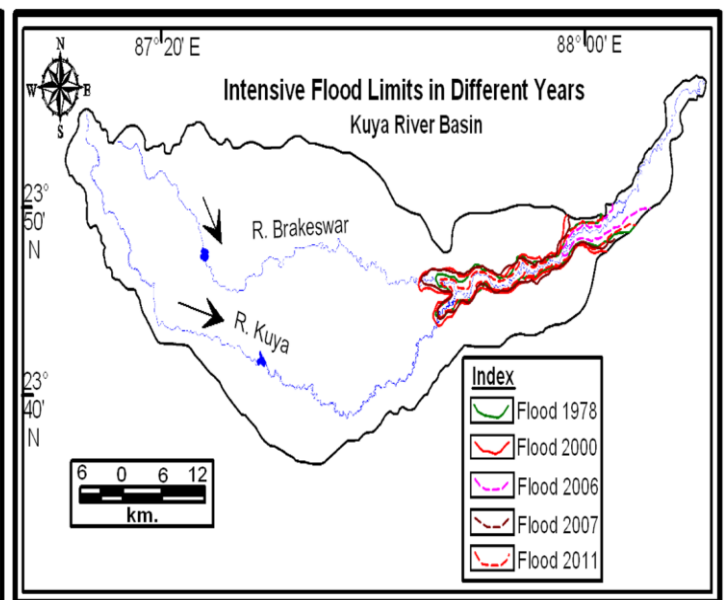 87° 20' E
88° 00' E
N
W E
S
Intensive Flood Limits in Different Years
Kuya River Basin
23°
50'
N
R. Brakeswar
R. Kuya
23°
40'
N
Index
Flood 1978
Flood 2000
Flood 2006
Flood 2007
Flood 2011
6 0 6 12
km.